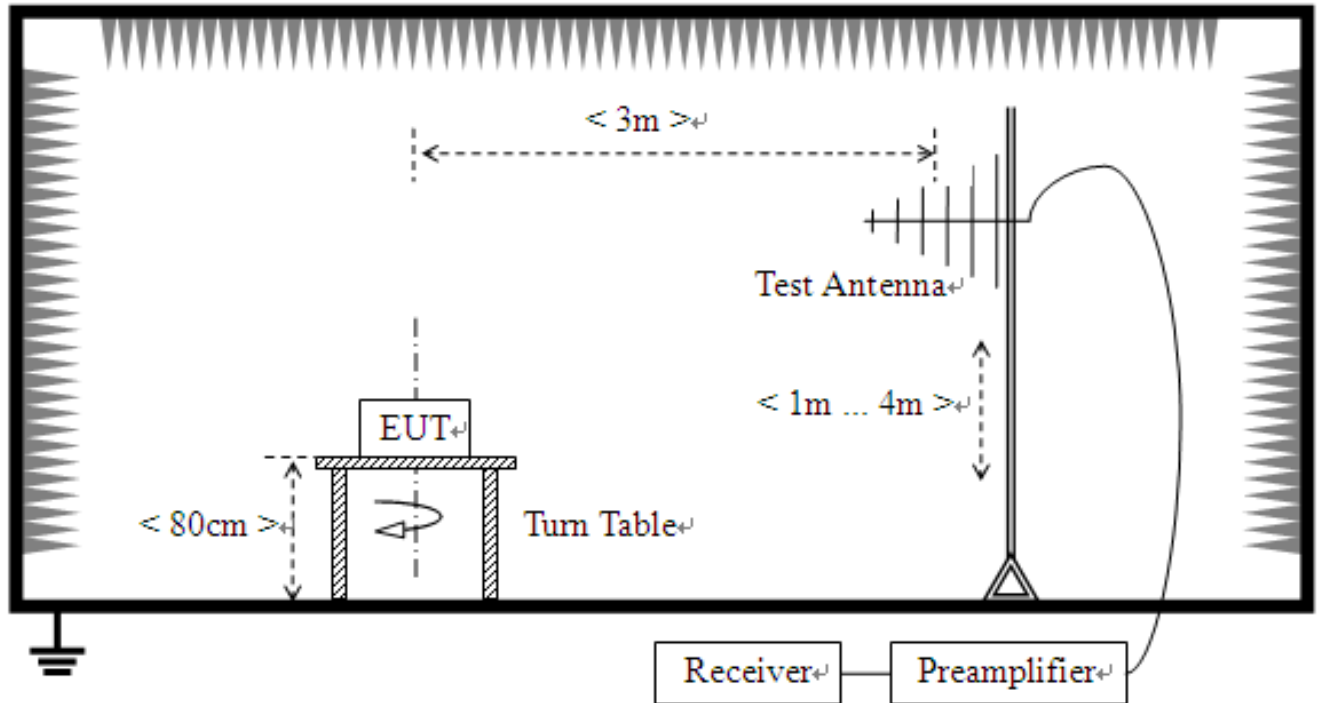 < 3m >↵
Test Antenna↵
< 1m ... 4m >↵
EUT↵
< 80cm >↵
Turn Table↵
Receiver↵
Preamplifier↵